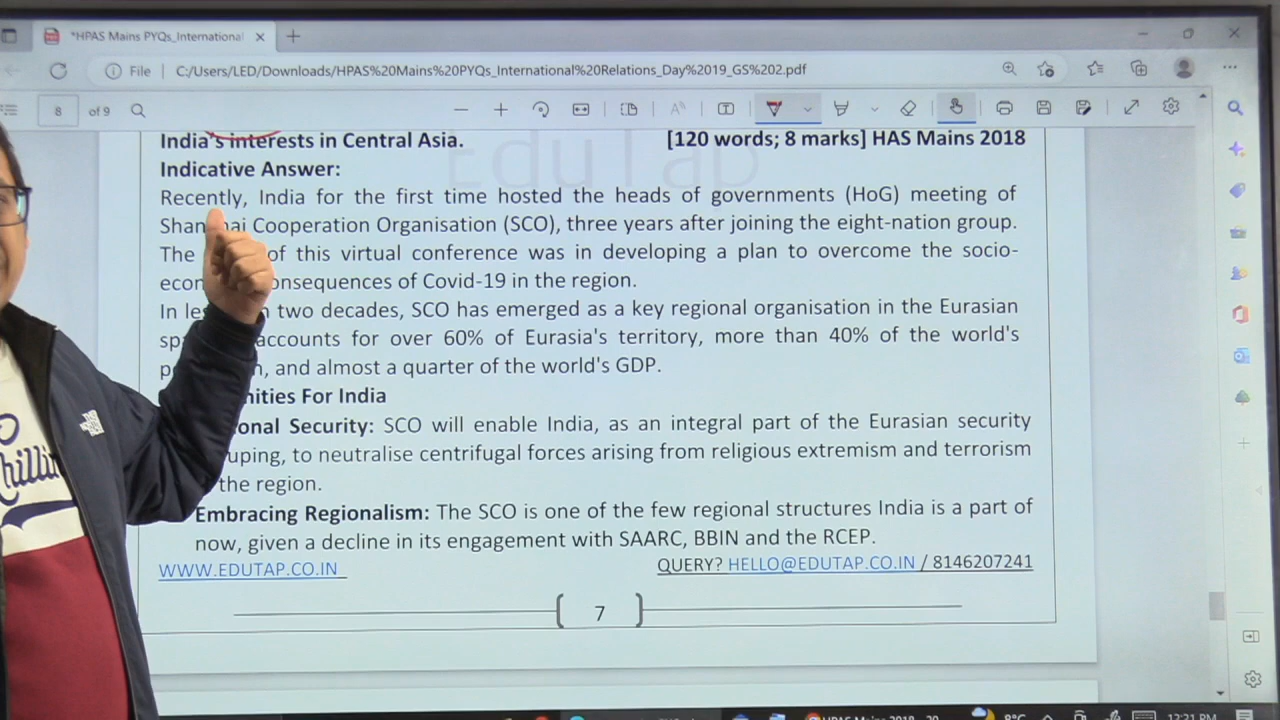 *HPAS Mains PYQs_International
File C:/Users/LED/Downloads/HPAS%20Mains%20PYQs_International%20Relations_Day%2019_GS%202.pdf
8 of 9
EduTap
India's interests in Central Asia. [120 words; 8 marks] HAS Mains 2018
Indicative Answer:
Recently, India for the first time hosted the heads of governments (HoG) meeting of
Cooperation Organisation (SCO), three years after joining the eight-nation group.
The of this virtual conference was in developing a plan to overcome the socio-
of Covid-19 in the region.
In two decades, SCO has emerged as a key regional organisation in the Eurasian
accounts for over 60% of Eurasia's territory, more than 40% of the world's
and almost a quarter of the world's GDP.
For India
Security: SCO will enable India, as an integral part of the Eurasian security
to neutralise centrifugal forces arising from religious extremism and terrorism
the region.
Embracing Regionalism: The SCO is one of the few regional structures India is a part of
now, given a decline in its engagement with SAARC, BBIN and the RCEP.
WWW.EDUTAP.CO.IN QUERY? HELLO@EDUTAP.CO.IN / 8146207241
7
12:21 PM